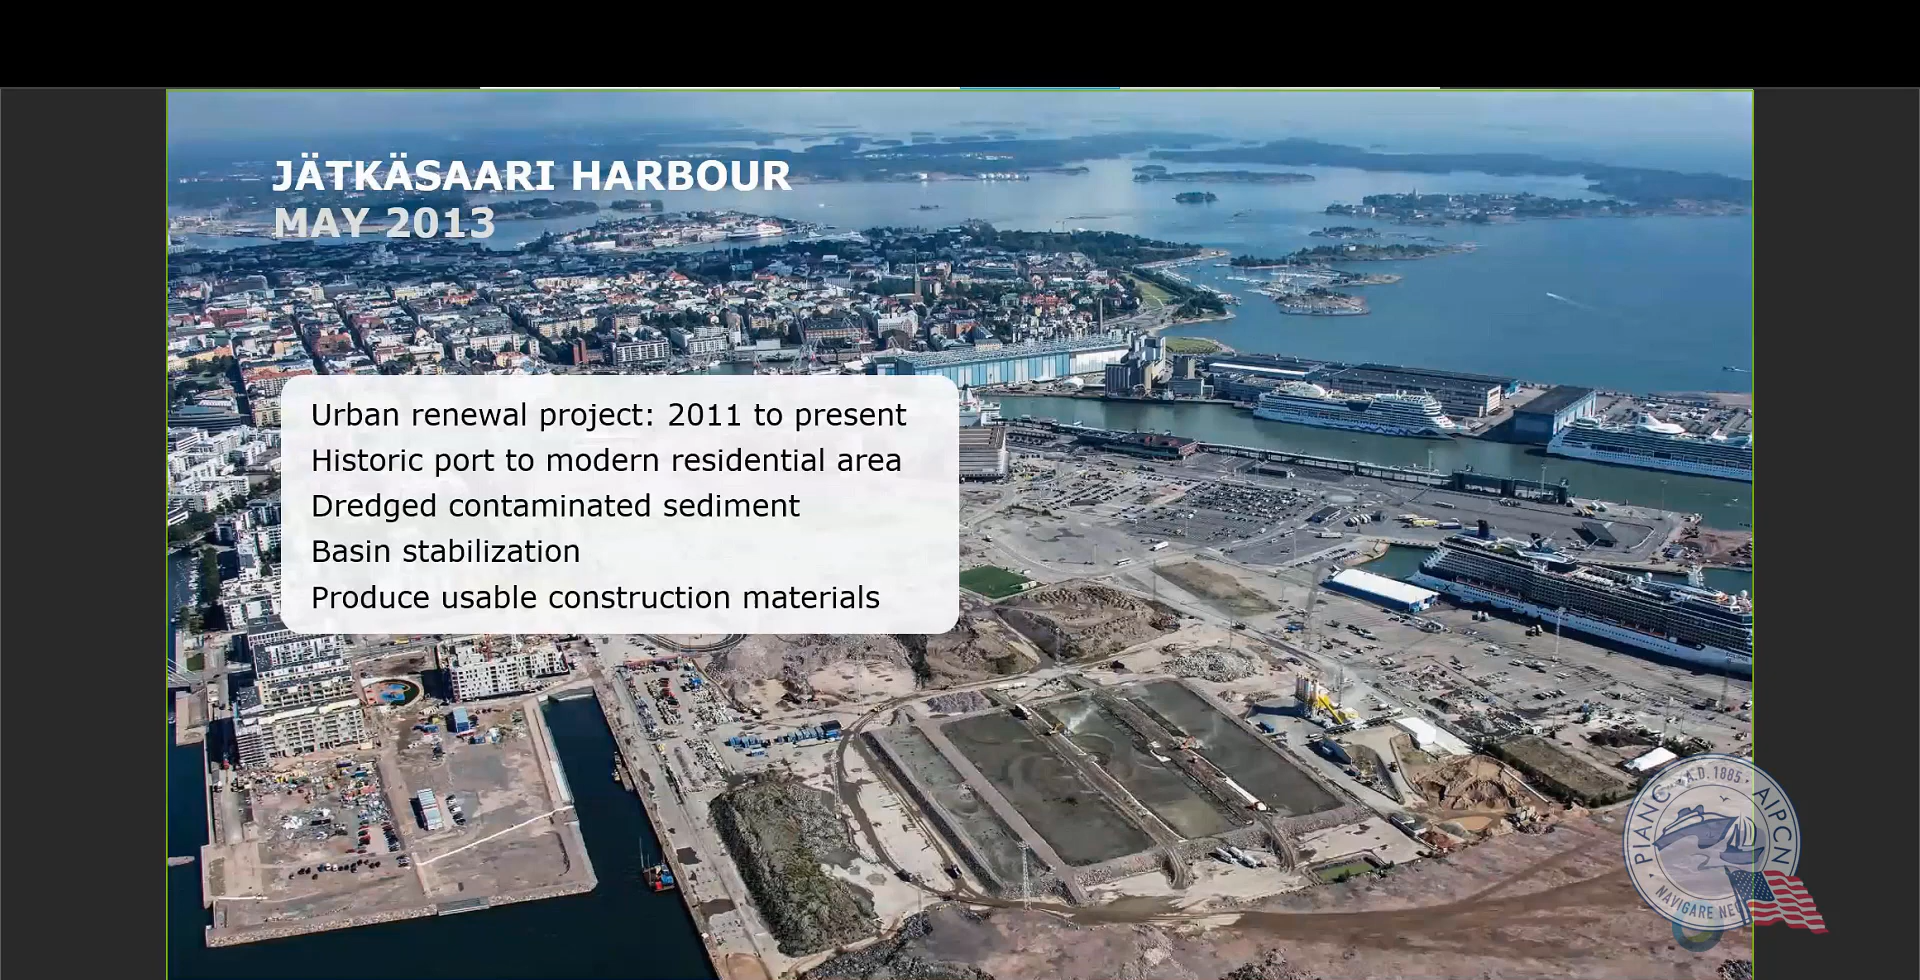 JÄTKÄSAARI HARBOUR
MAY 2013
Urban renewal project: 2011 to present
Historic port to modern residential area
Dredged contaminated sediment
Basin stabilization
Produce usable construction materials
PIANC · A.D. 1885 · AIPCN
NAVIGARE